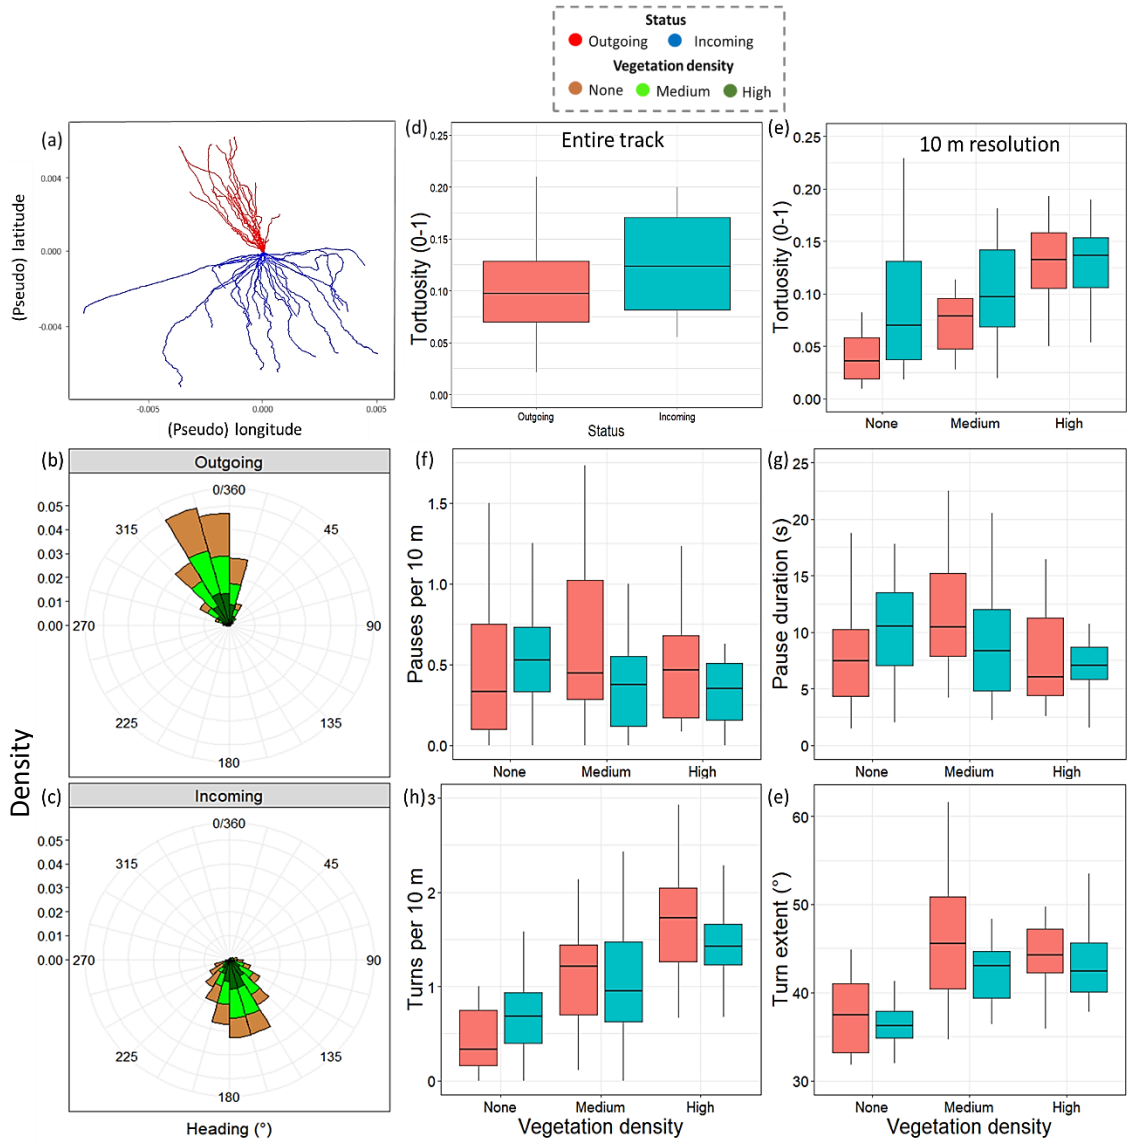 Status
Outgoing Incoming
Vegetation density
None Medium High
(a)
(Pseudo) latitude
0.004
0.000
-0.004
-0.005 0.000 0.005
(Pseudo) longitude
(d)
Entire track
Tortuosity (0-1)
0.25
0.20
0.15
0.10
0.05
0.00
Outgoing Incoming
Status
(e)
10 m resolution
Tortuosity (0-1)
0.25
0.20
0.15
0.10
0.05
0.00
None Medium High
Density
(b)
Outgoing
0.05
0.04
0.03
0.02
0.01
0.00
0/360
45
90
135
180
225
270
315
(f)
Pauses per 10 m
1.5
1.0
0.5
0.0
None Medium High
(g)
Pause duration (s)
25
20
15
10
5
0
None Medium High
(c)
Incoming
0.05
0.04
0.03
0.02
0.01
0.00
0/360
45
90
135
180
225
270
315
Heading (°)
(h)
Turns per 10 m
3
2
1
0
None Medium High
Vegetation density
(e)
Turn extent (°)
60
50
40
30
None Medium High
Vegetation density